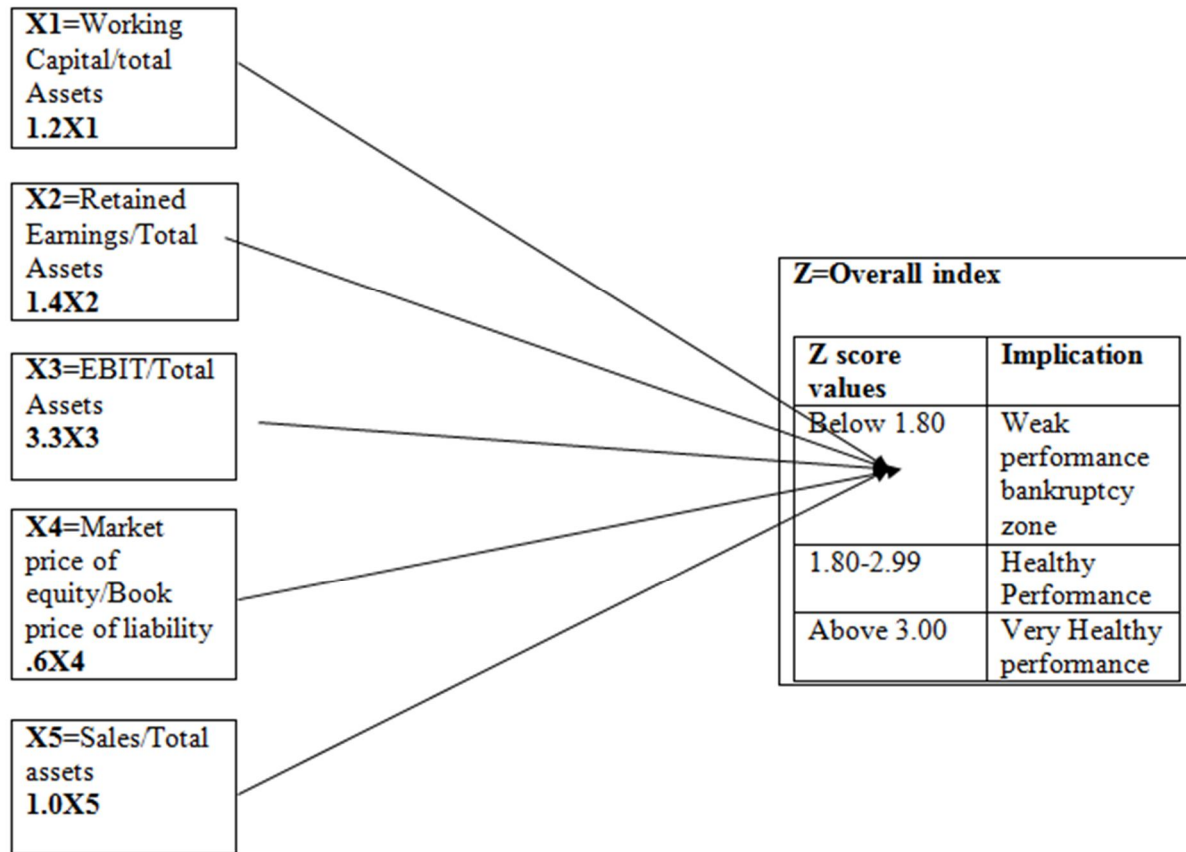 X1=Working
Capital/total
Assets
1.2X1
X2=Retained
Earnings/Total
Assets
1.4X2
X3=EBIT/Total
Assets
3.3X3
X4=Market
price of
equity/Book
price of liability
.6X4
X5=Sales/Total
assets
1.0X5
Z=Overall index
Z score
values
Implication
Below 1.80
Weak
performance
bankruptcy
zone
1.80-2.99
Healthy
Performance
Above 3.00
Very Healthy
performance